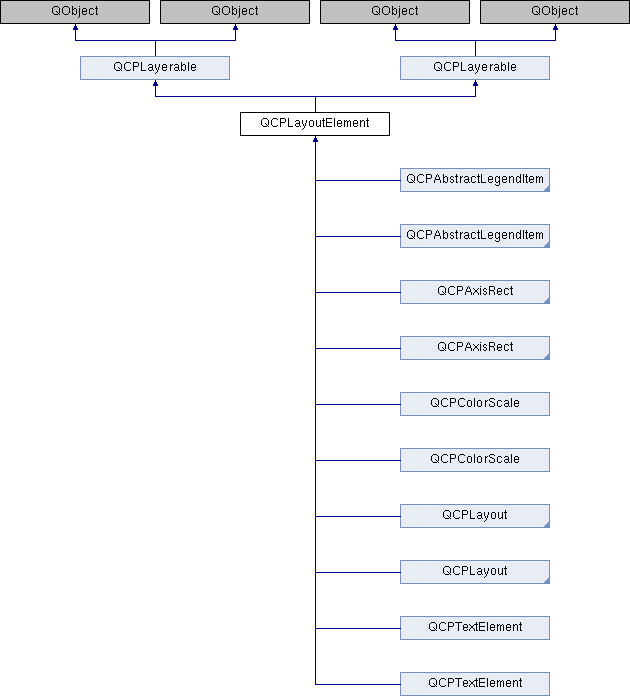 QObject
QObject
QObject
QObject
QCPLayerable
QCPLayerable
QCPLayoutElement
QCPAbstractLegendItem
QCPAbstractLegendItem
QCPAxisRect
QCPAxisRect
QCPColorScale
QCPColorScale
QCPLayout
QCPLayout
QCPTextElement
QCPTextElement